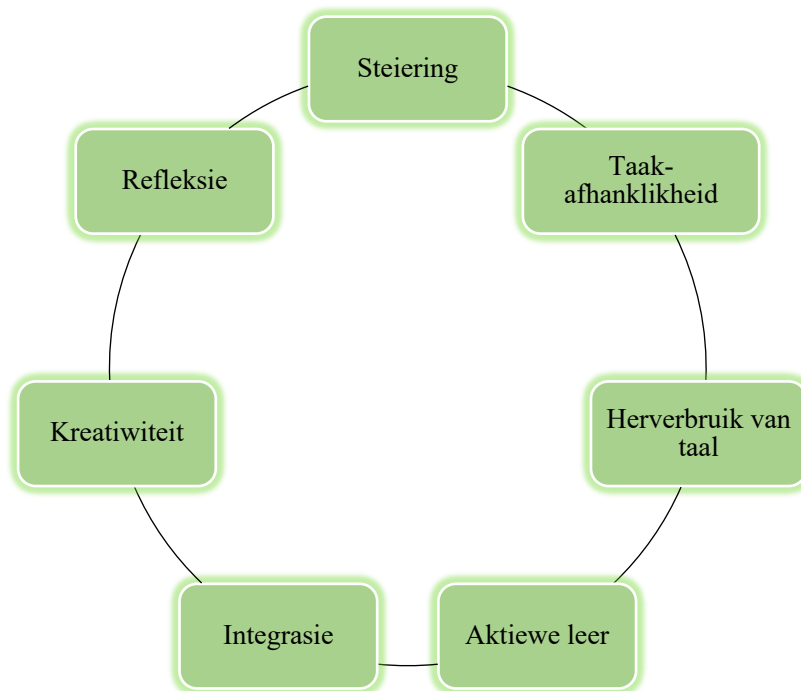 Steiering
Taak-
afhanklikheid
Herverbruik van
taal
Aktiewe leer
Integrasie
Kreatiwiteit
Refleksie